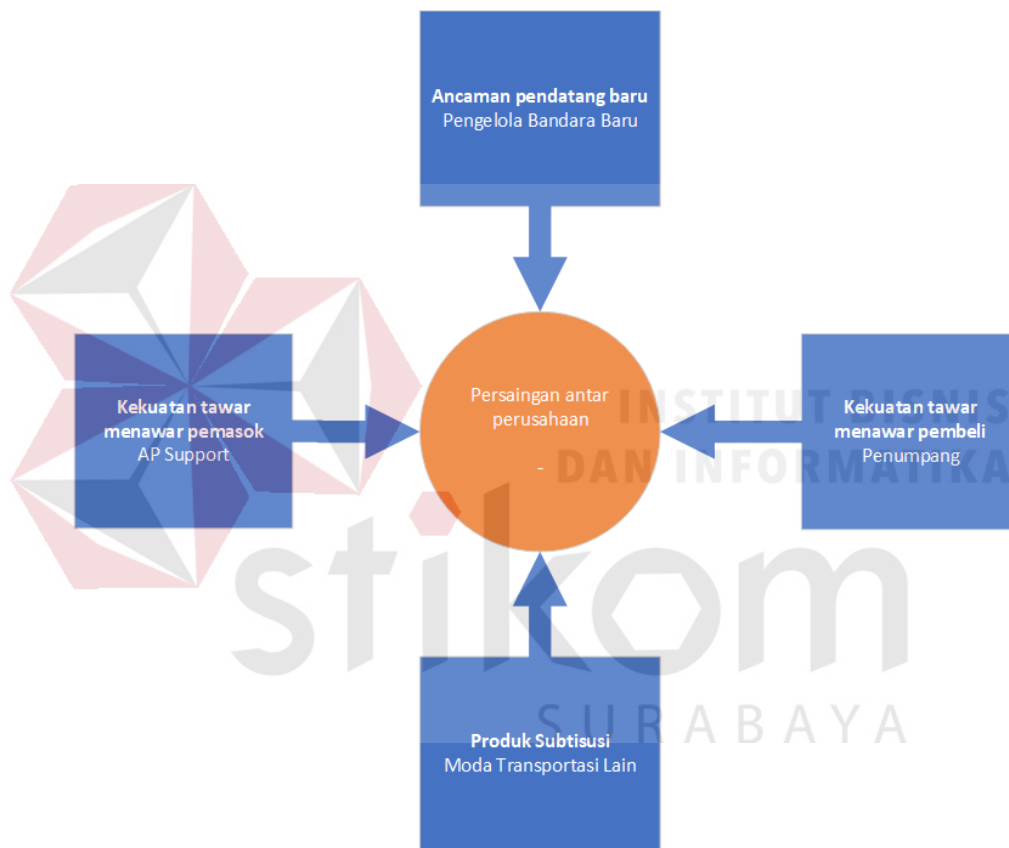 Ancaman pendatang baru
Pengelola Bandara Baru
Kekuatan tawar
menawar pemasok
AP Support
Persaingan antar
perusahaan
-
Kekuatan tawar
menawar pembeli
Penumpang
Produk Subtisusi
Moda Transportasi Lain
INSTITUT BISNIS
DAN INFORMATIKA
stikom
SURABAYA